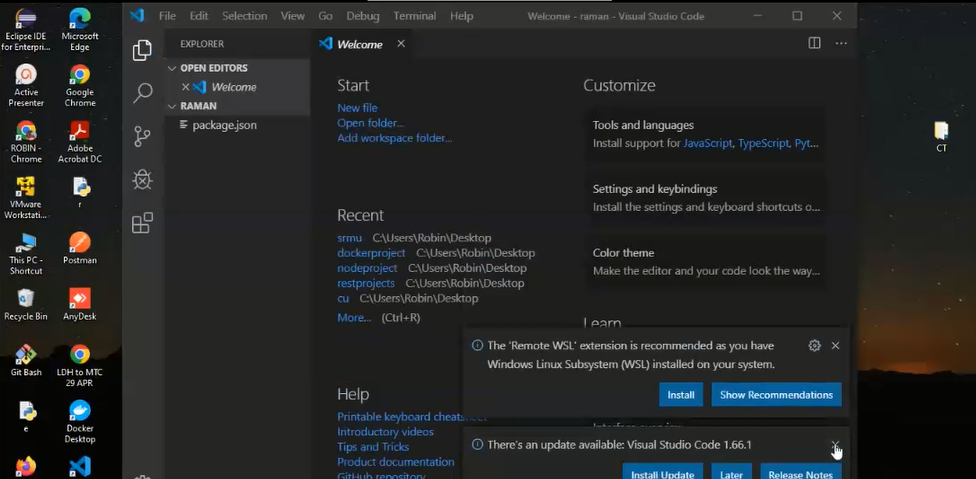 Eclipse IDE
for Enterpri...
Microsoft
Edge
Active
Presenter
Google
Chrome
ROBIN -
Chrome
Adobe
Acrobat DC
VMware
Workstati...
r
This PC -
Shortcut
Postman
Recycle Bin
AnyDesk
Git Bash
LDH to MTC
29 APR
e
Docker
Desktop
CT
File Edit Selection View Go Debug Terminal Help
Welcome - raman - Visual Studio Code
EXPLORER
OPEN EDITORS
Welcome
RAMAN
package.json
Welcome
Start
New file
Open folder...
Add workspace folder...
Recent
srmu C:\Users\Robin\Desktop
dockerproject C:\Users\Robin\Desktop
nodeproject C:\Users\Robin\Desktop
restprojects C:\Users\Robin\Desktop
cu C:\Users\Robin\Desktop
More... (Ctrl+R)
Help
Printable keyboard cheatsheet
Introductory videos
Tips and Tricks
Product documentation
GitHub repository
Customize
Tools and languages
Install support for JavaScript, TypeScript, Pyt...
Settings and keybindings
Install the settings and keyboard shortcuts o...
Color theme
Make the editor and your code look the way...
Learn
The 'Remote WSL' extension is recommended as you have
Windows Linux Subsystem (WSL) installed on your system.
Install Show Recommendations
Interface overview
There's an update available: Visual Studio Code 1.66.1
Install Update Later Release Notes